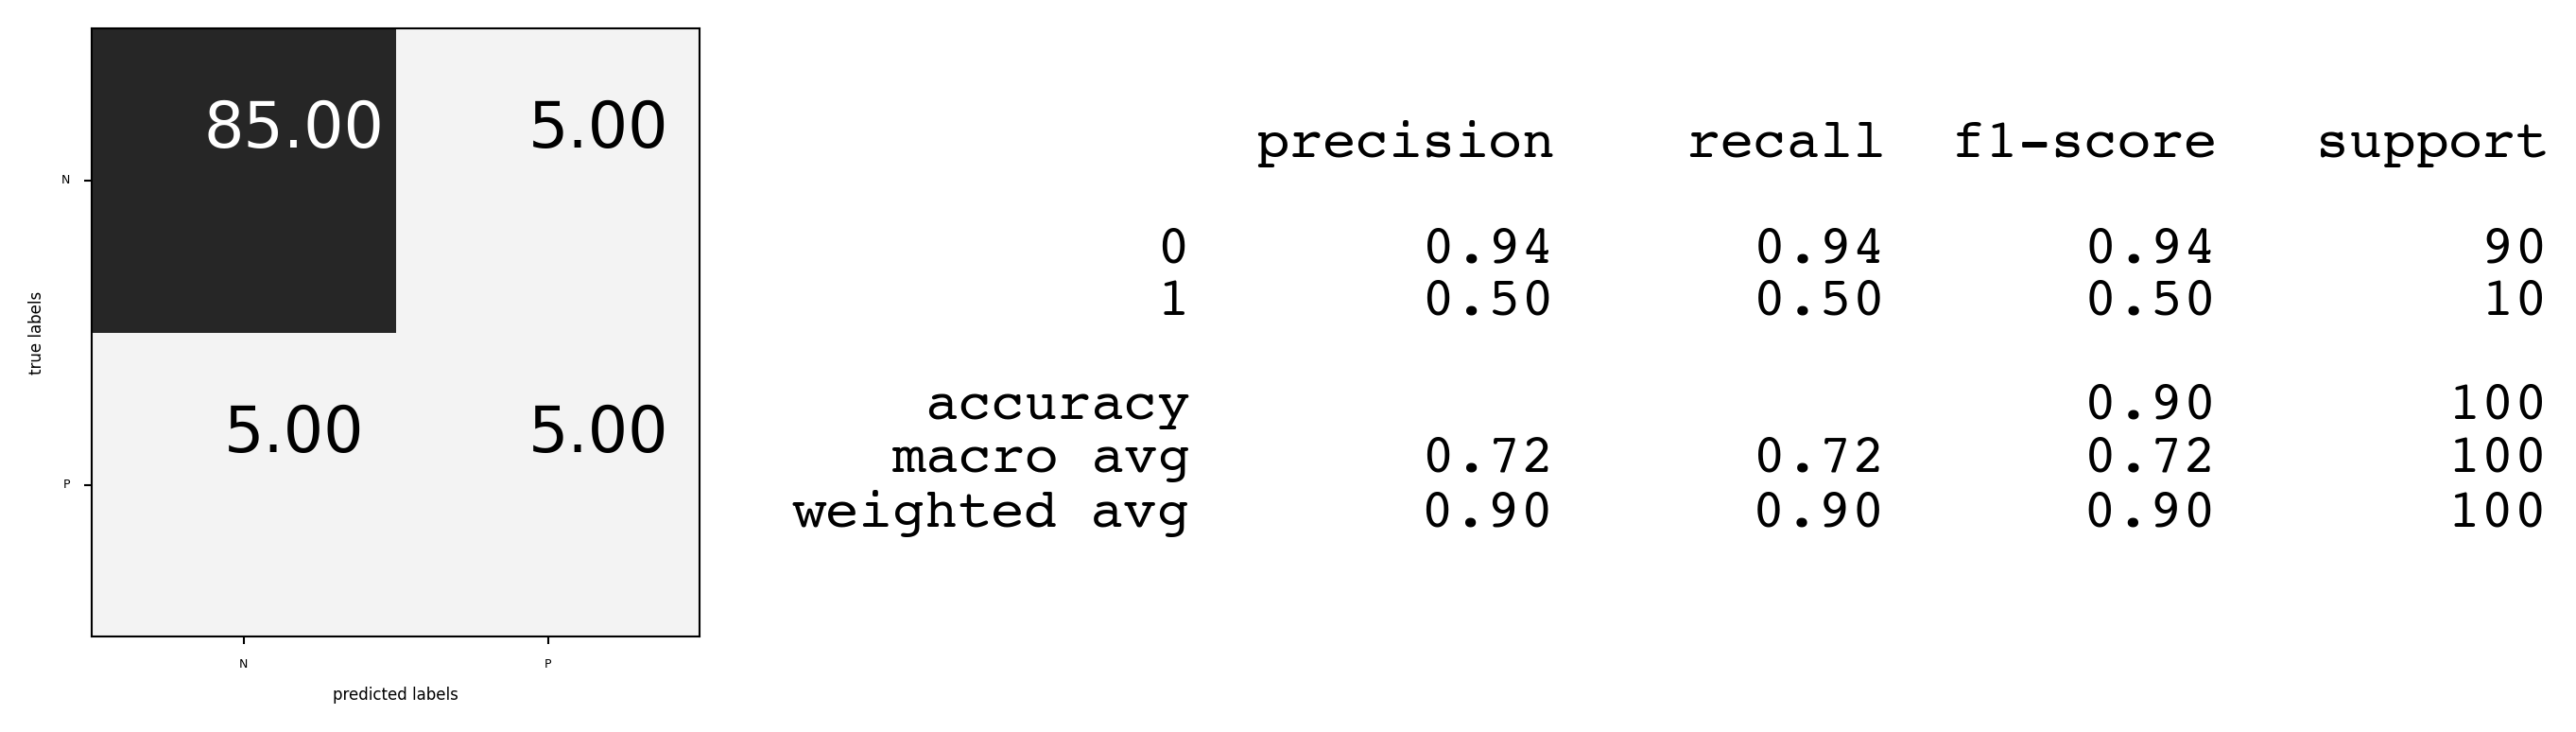 85.00 5.00
N
true labels
5.00 5.00
P
N P
predicted labels
precision recall f1-score support
0 0.94 0.94 0.94 90
1 0.50 0.50 0.50 10
accuracy 0.90 100
macro avg 0.72 0.72 0.72 100
weighted avg 0.90 0.90 0.90 100